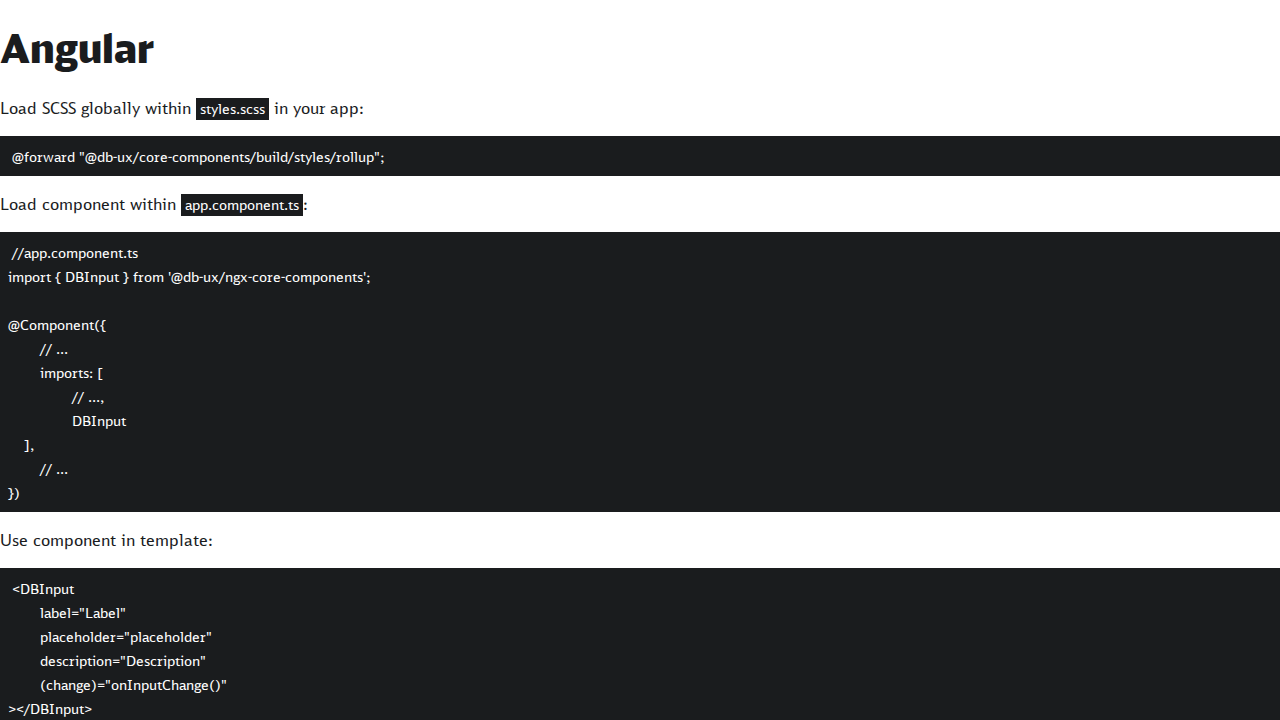 Angular
Load SCSS globally within styles.scss in your app:
@forward "@db-ux/core-components/build/styles/rollup";
Load component within app.component.ts:
//app.component.ts
import { DBInput } from '@db-ux/ngx-core-components';
@Component({
// ...
imports: [
// ...,
DBInput
],
// ...
})
Use component in template:
<DBInput
label="Label"
placeholder="placeholder"
description="Description"
(change)="onInputChange()"
></DBInput>